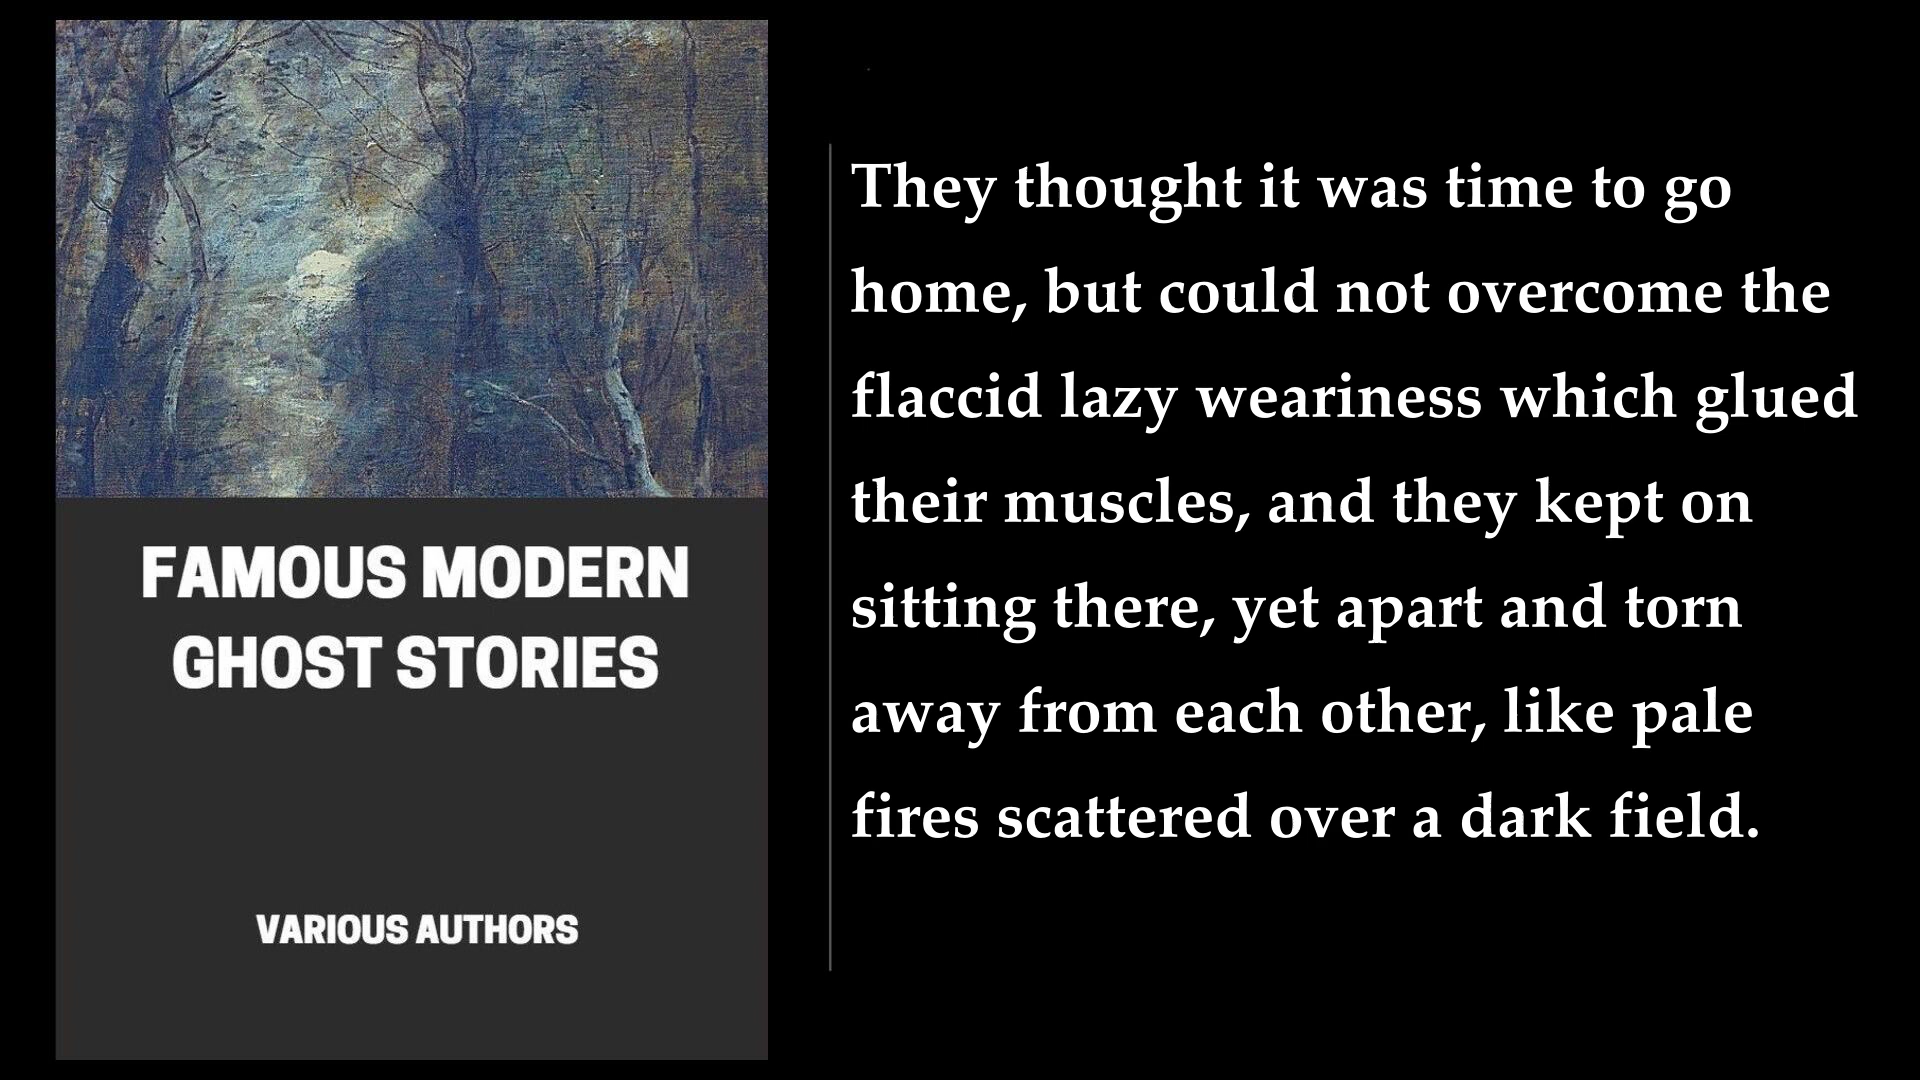 FAMOUS MODERN
GHOST STORIES
VARIOUS AUTHORS
They thought it was time to go
home, but could not overcome the
flaccid lazy weariness which glued
their muscles, and they kept on
sitting there, yet apart and torn
away from each other, like pale
fires scattered over a dark field.